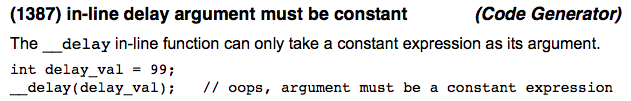 (1387) in-line delay argument must be constant (Code Generator)
The __delay in-line function can only take a constant expression as its argument.
int delay_val = 99;
__delay(delay_val); // oops, argument must be a constant expression